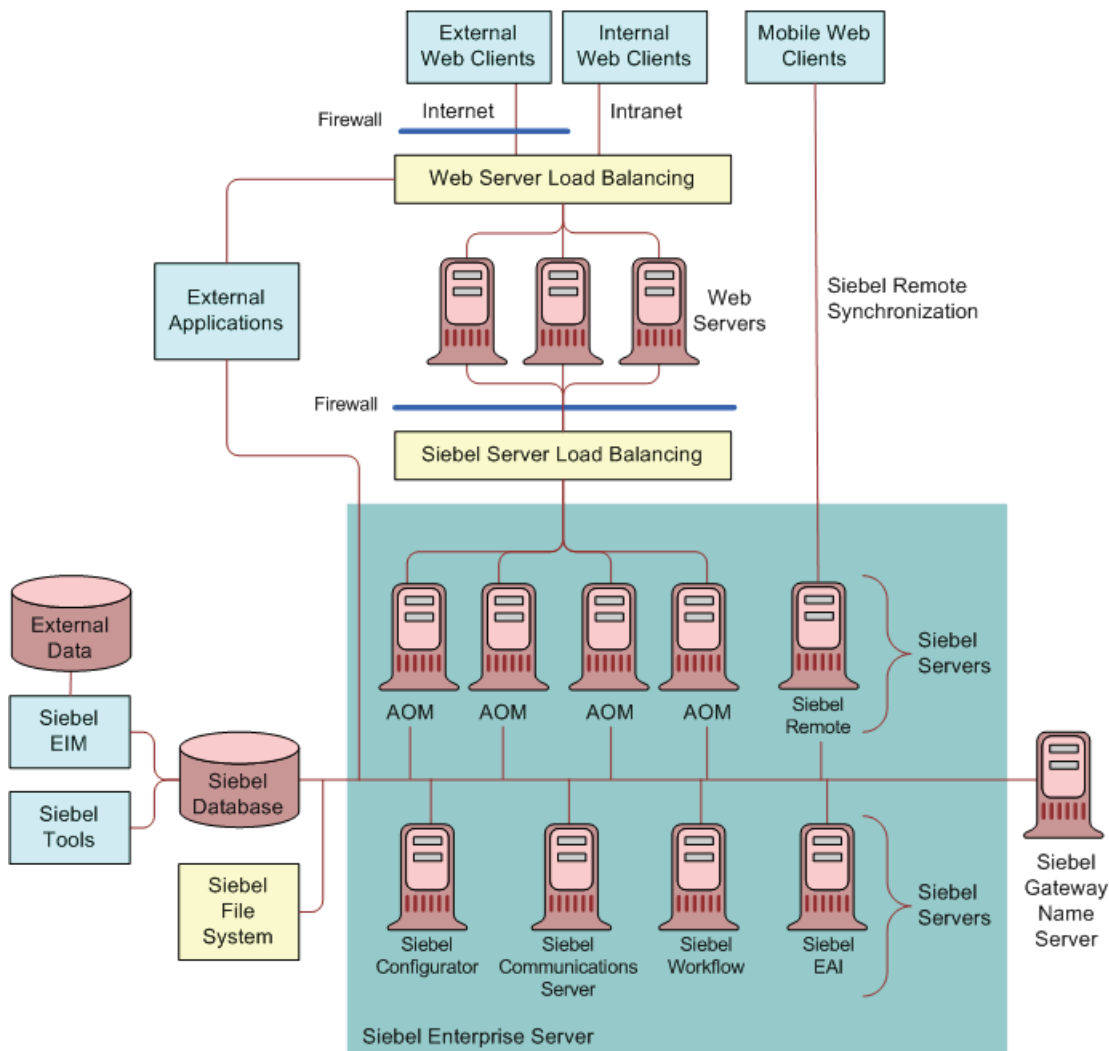 External
Web Clients
Internal
Web Clients
Mobile Web
Clients
Firewall
Internet
Intranet
Web Server Load Balancing
External
Applications
Web
Servers
Siebel Remote
Synchronization
Firewall
Siebel Server Load Balancing
External
Data
Siebel
EIM
Siebel
Tools
Siebel
Database
Siebel
File
System
AOM
AOM
AOM
AOM
Siebel
Remote
Siebel
Servers
Siebel
Configurator
Siebel
Communications
Server
Siebel
Workflow
Siebel
EAI
Siebel
Servers
Siebel
Gateway
Name
Server
Siebel Enterprise Server